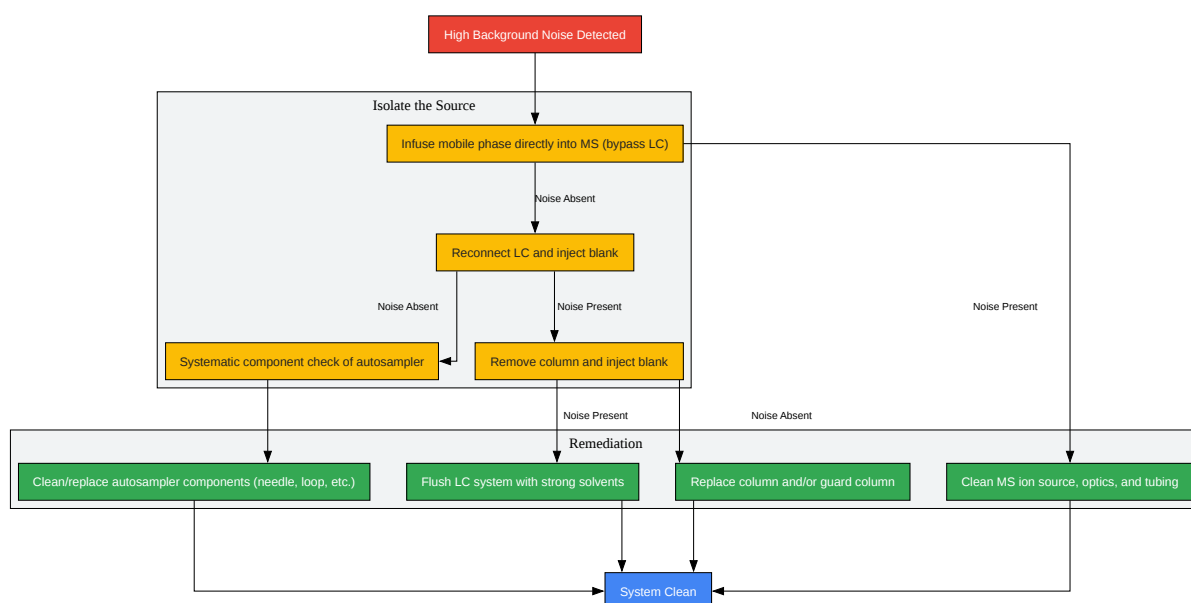 High Background Noise Detected
Isolate the Source
Infuse mobile phase directly into MS (bypass LC)
Noise Absent
Reconnect LC and inject blank
Noise Absent
Noise Present
Noise Present
Systematic component check of autosampler
Remove column and inject blank
Noise Present
Noise Absent
Remediation
Clean/replace autosampler components (needle, loop, etc.)
Flush LC system with strong solvents
Replace column and/or guard column
Clean MS ion source, optics, and tubing
System Clean